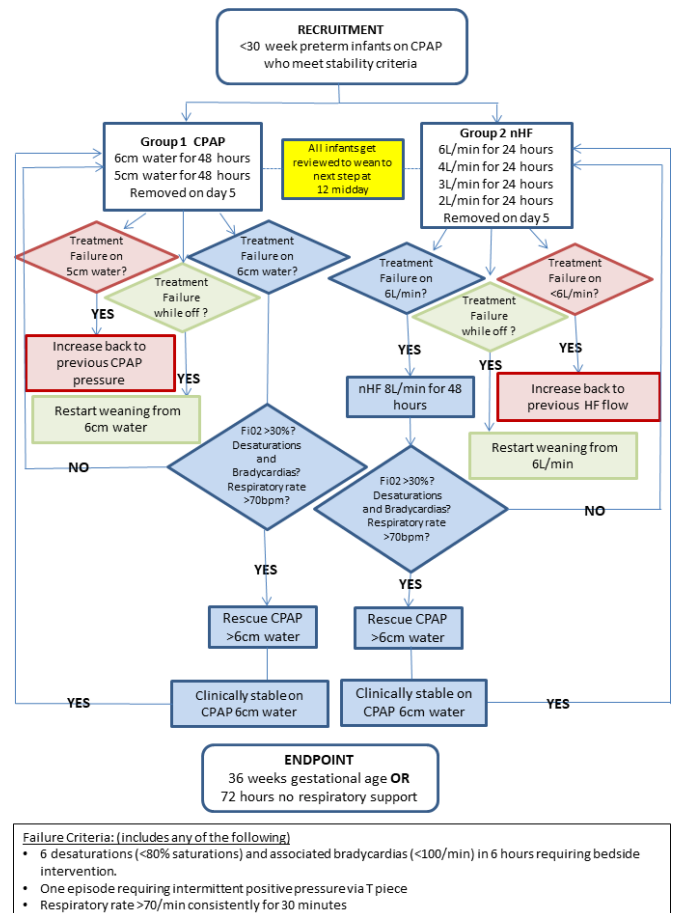 RECRUITMENT
<30 week preterm infants on CPAP
who meet stability criteria
Group 1 CPAP
6cm water for 48 hours
5cm water for 48 hours
Removed on day 5
All infants get
reviewed to wean to
next step at
12 midday
Group 2 nHF
6L/min for 24 hours
4L/min for 24 hours
3L/min for 24 hours
2L/min for 24 hours
Removed on day 5
Treatment
Failure on
5cm water?
Treatment
Failure
while off ?
Treatment
Failure on
6cm water?
Treatment
Failure on
6L/min?
Treatment
Failure
while off ?
Treatment
Failure on
<6L/min?
YES
Increase back to
previous CPAP
pressure
YES
Restart weaning from
6cm water
YES
nHF 8L/min for 48
hours
YES
Restart weaning from
6L/min
YES
Increase back to
previous HF flow
Fi02 >30%?
Desaturations
and
Bradycardias?
Respiratory rate
>70bpm?
NO
Fi02 >30%?
Desaturations
and Bradycardias?
Respiratory rate
>70bpm?
NO
YES
YES
Rescue CPAP
>6cm water
Rescue CPAP
>6cm water
YES
Clinically stable on
CPAP 6cm water
Clinically stable on
CPAP 6cm water
YES
ENDPOINT
36 weeks gestational age OR
72 hours no respiratory support
Failure Criteria: (includes any of the following)
• 6 desaturations (<80% saturations) and associated bradycardias (<100/min) in 6 hours requiring bedside
intervention.
• One episode requiring intermittent positive pressure via T piece
• Respiratory rate >70/min consistently for 30 minutes